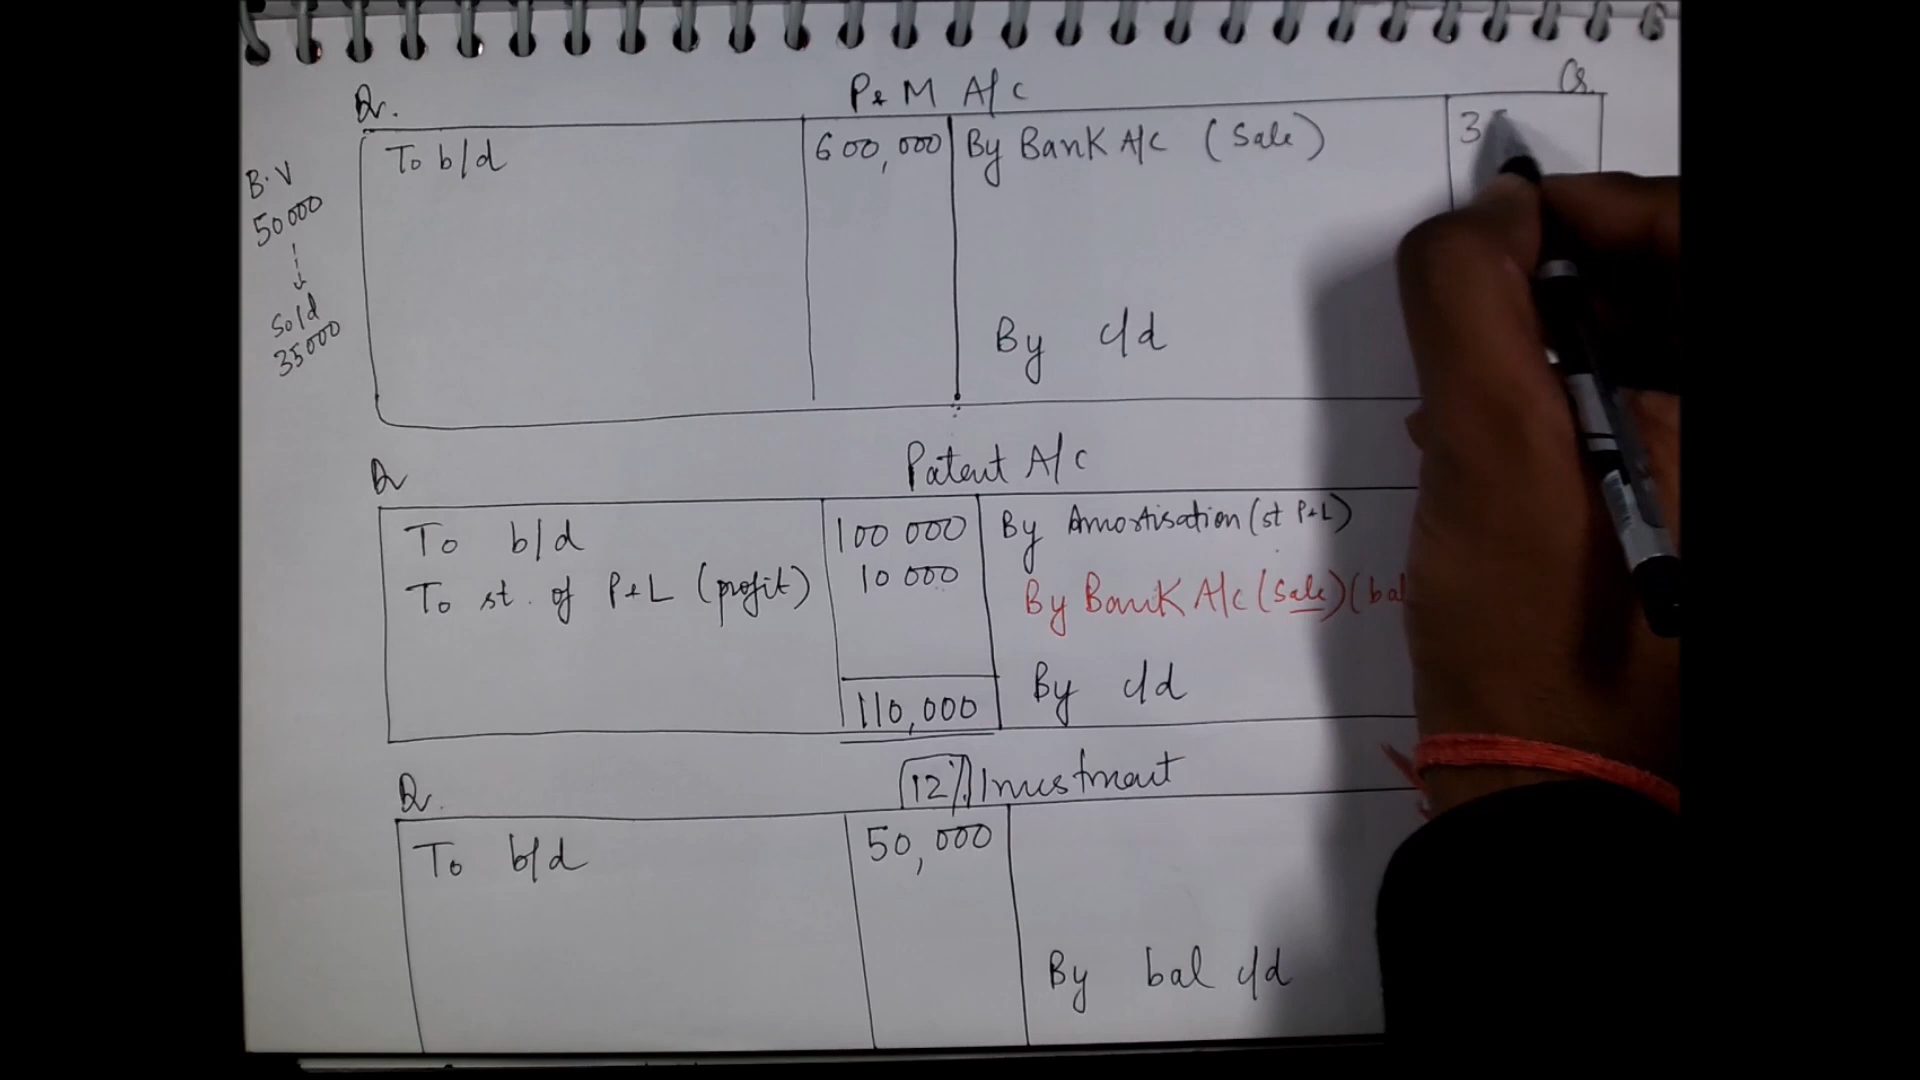 P & M A/c
Dr.
Cr.
To b/d 600,000 By Bank A/c (Sale) 35
B.V
50000
Sold
35000
By c/d
Patent A/c
Dr
To b/d 100 000 By Amortisation (st P+L)
To st. of P+L (profit) 10 000 By Bank A/c (Sale) (bal
By c/d
110,000
12% Investment
Dr.
To b/d 50,000
By bal c/d